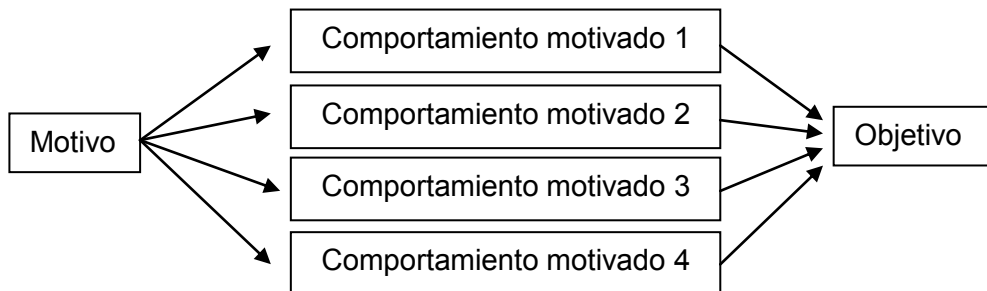 Motivo
Comportamiento motivado 1
Comportamiento motivado 2
Comportamiento motivado 3
Comportamiento motivado 4
Objetivo